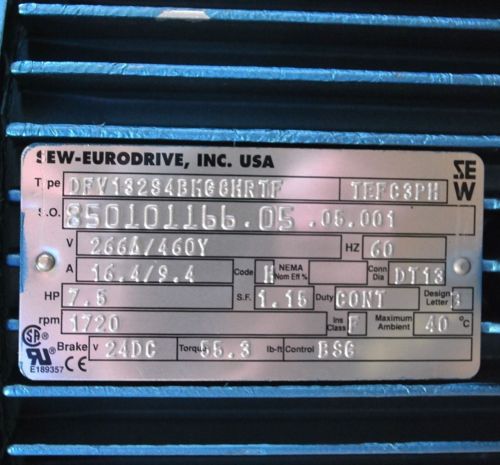 SEW-EURODRIVE, INC. USA
Type DFV132S4BMG8HRTF TEFC3PH
S.O. 850101166.05 .05.001
SEW
V 266Δ/460Y HZ 60
A 16.4/9.4 Code H NEMA Nom Eff % Conn Dia DT13
HP 7.5 S.F. 1.15 Duty CONT Design Letter
rpm 1720 Ins Class F Maximum Ambient 40 °C
Brake V 24DC Torque 55.3 lb-ft Control BSG
E189357